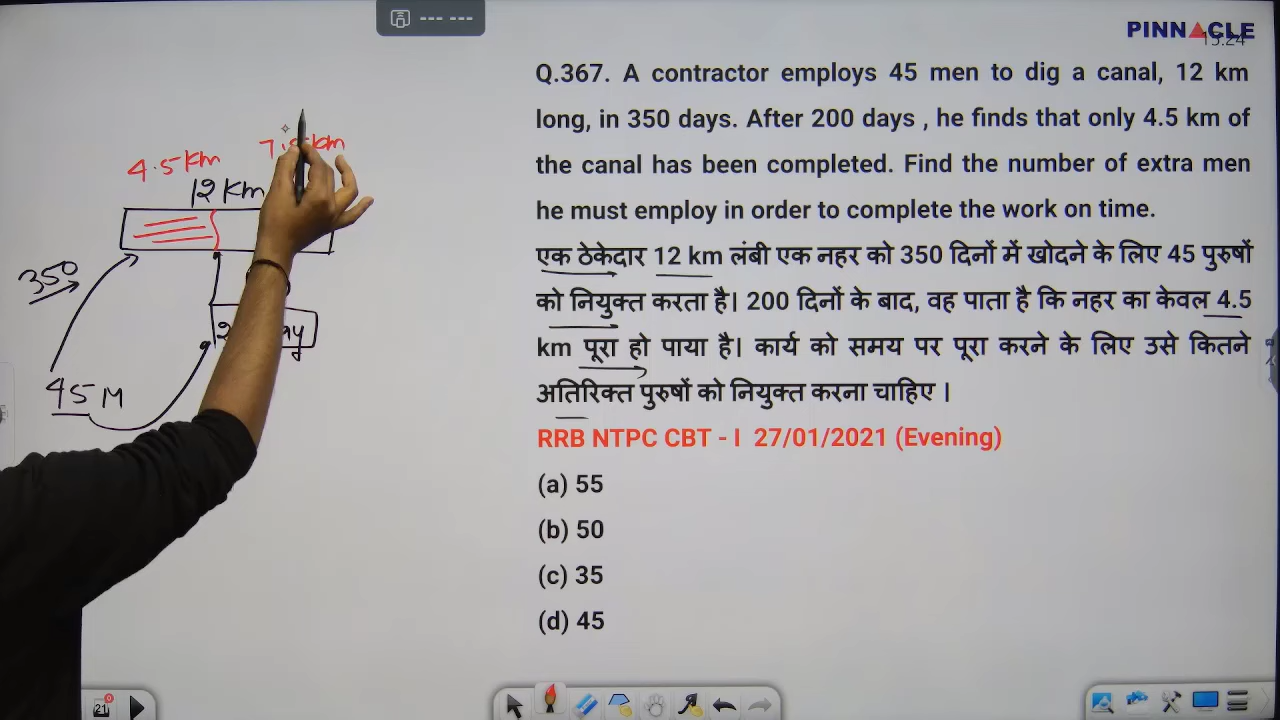 --- ---
PINNACLE
15:24
Q.367. A contractor employs 45 men to dig a canal, 12 km
long, in 350 days. After 200 days , he finds that only 4.5 km of
the canal has been completed. Find the number of extra men
he must employ in order to complete the work on time.
एक ठेकेदार 12 km लंबी एक नहर को 350 दिनों में खोदने के लिए 45 पुरुषों
को नियुक्त करता है। 200 दिनों के बाद, वह पाता है कि नहर का केवल 4.5
km पूरा हो पाया है। कार्य को समय पर पूरा करने के लिए उसे कितने
अतिरिक्त पुरुषों को नियुक्त करना चाहिए ।
RRB NTPC CBT - I 27/01/2021 (Evening)
(a) 55
(b) 50
(c) 35
(d) 45
4.5 Km
12 Km
350
45 M
21